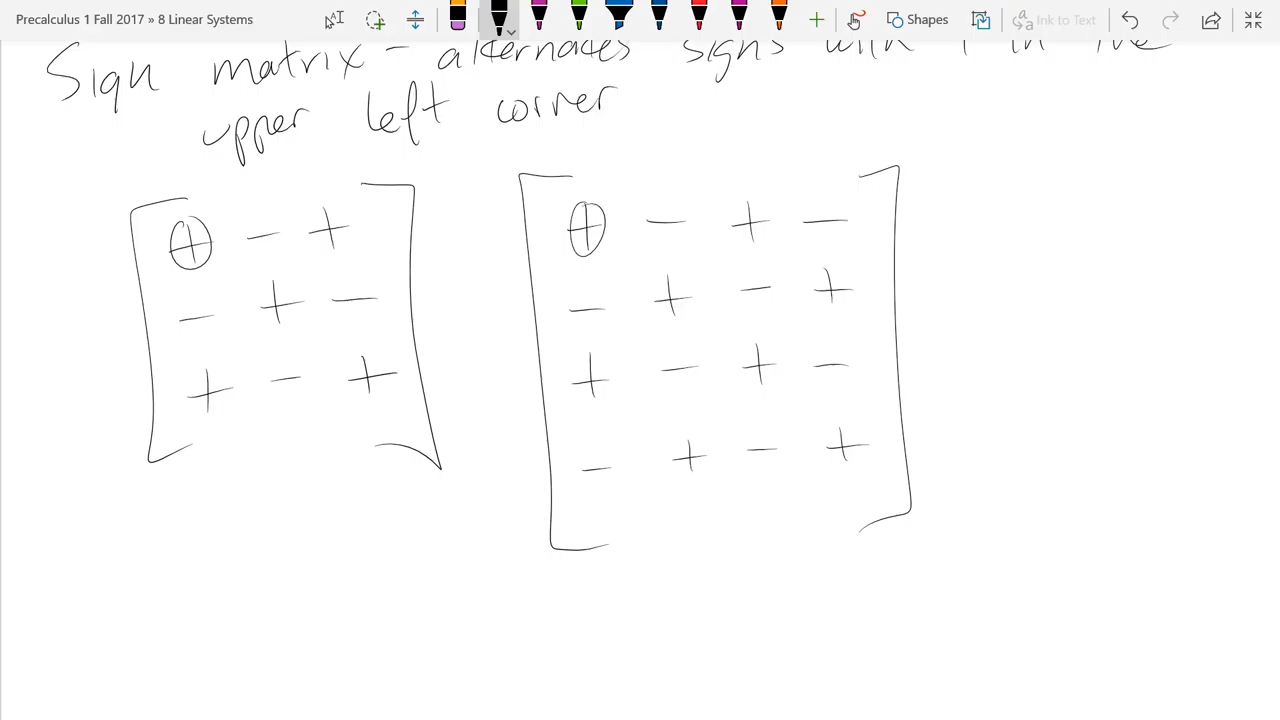 Precalculus 1 Fall 2017 » 8 Linear Systems
Shapes
Ink to Text
Sign matrix - alternates signs with + in the
upper left corner
+ - + + - + -
- + - - + - +
+ - + + - + -
- + - +